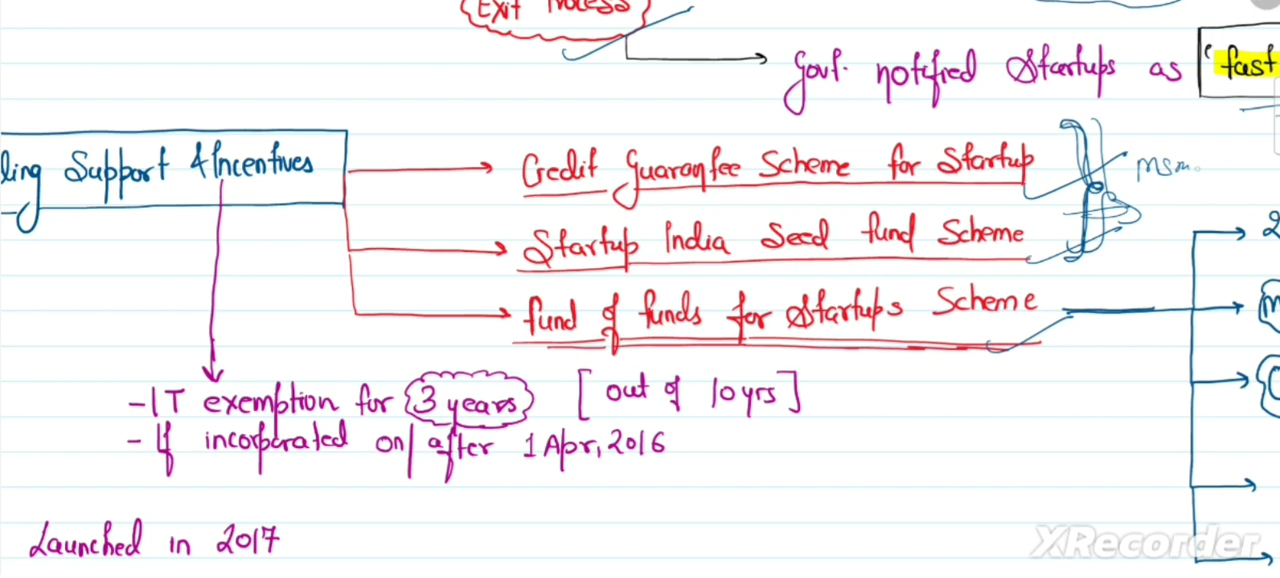 Exit Process
Govt. notified Startups as 'fast
ling Support & Incentives
Credit Guarantee Scheme for Startup
MSM
Startup India Seed fund Scheme
2
fund of funds for Startups Scheme
- IT exemption for 3 years [out of 10 yrs]
- If incorporated on/after 1 Apr, 2016
Launched in 2017
XRecorder